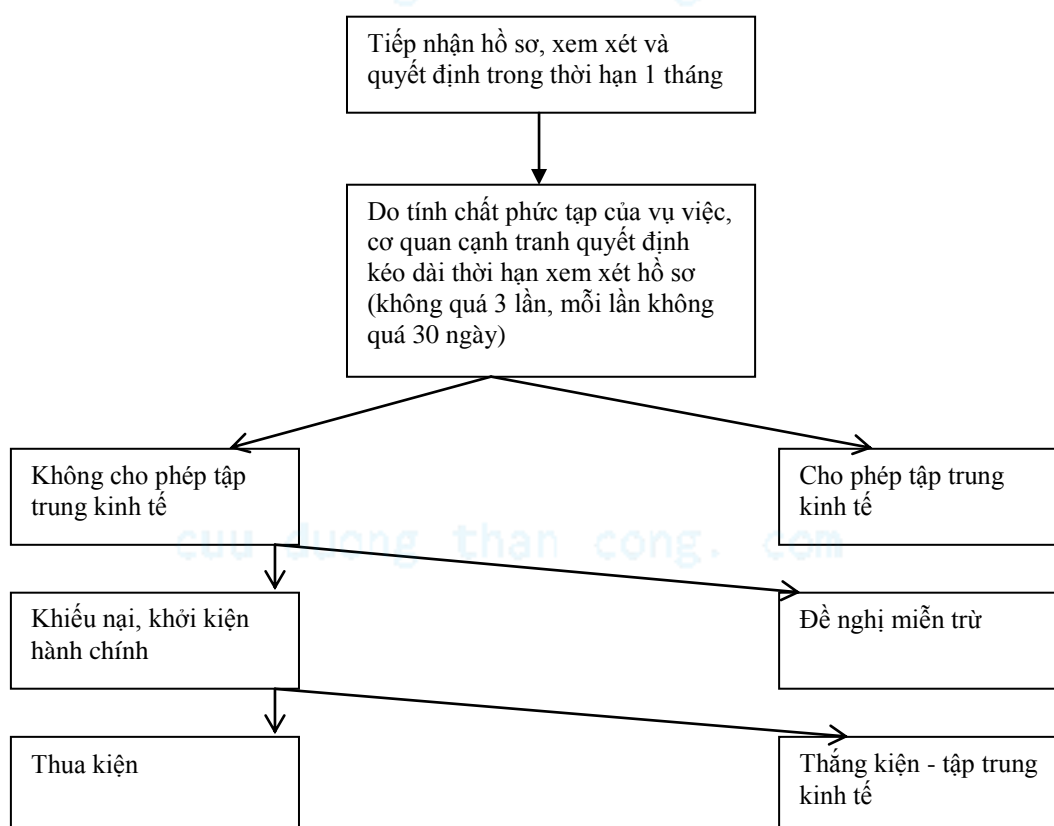 Tiếp nhận hồ sơ, xem xét và
quyết định trong thời hạn 1 tháng
Do tính chất phức tạp của vụ việc,
cơ quan cạnh tranh quyết định
kéo dài thời hạn xem xét hồ sơ
(không quá 3 lần, mỗi lần không
quá 30 ngày)
Không cho phép tập
trung kinh tế
Cho phép tập trung
kinh tế
cuu duong than cong. com
Khiếu nại, khởi kiện
hành chính
Đề nghị miễn trừ
Thua kiện
Thắng kiện - tập trung
kinh tế